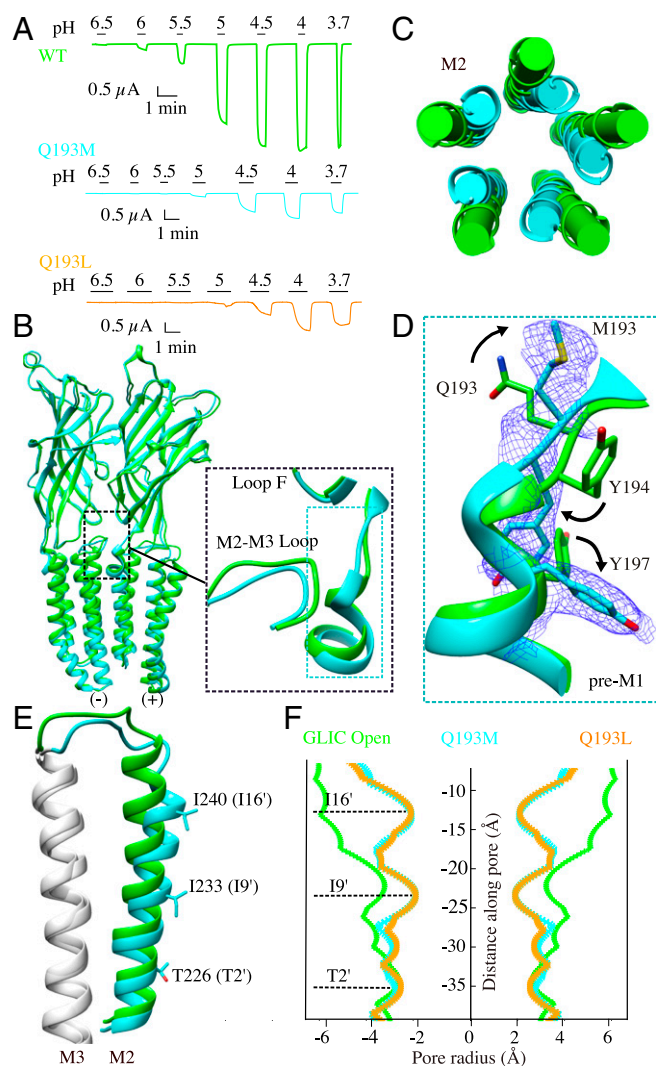 A
pH 6.5 6 5.5 5 4.5 4 3.7
WT
0.5 µA 1 min
Q193M
pH 6.5 6 5.5 5 4.5 4 3.7
0.5 µA 1 min
Q193L
pH 6.5 6 5.5 5 4.5 4 3.7
0.5 µA 1 min
B
Loop F
M2-M3 Loop
(-) (+)
C
M2
D
M193
Q193
Y194
Y197
pre-M1
E
I240 (I16')
I233 (I9')
T226 (T2')
M3 M2
F
GLIC Open Q193M Q193L
I16'
I9'
T2'
Distance along pore (Å)
-10
-15
-20
-25
-30
-35
-6 -4 -2 0 2 4 6
Pore radius (Å)